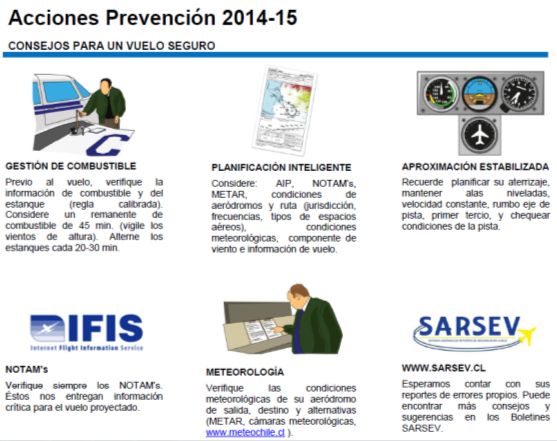 Acciones Prevención 2014-15
CONSEJOS PARA UN VUELO SEGURO
GESTIÓN DE COMBUSTIBLE
Previo al vuelo, verifique la
información de combustible y del
estanque (regla calibrada).
Considere un remanente de
combustible de 45 min. (vigile los
vientos de altura). Alterne los
estanques cada 20-30 min.
PLANIFICACIÓN INTELIGENTE
Considere: AIP, NOTAM's,
METAR, condiciones de
aeródromos y ruta (jurisdicción,
frecuencias, tipos de espacios
aéreos), condiciones
meteorológicas, componente de
viento e información de vuelo.
APROXIMACIÓN ESTABILIZADA
Recuerde planificar su aterrizaje,
mantener alas niveladas,
velocidad constante, rumbo eje de
pista, primer tercio, y chequear
condiciones de la pista.
IFIS
Internet Flight Information Service
NOTAM's
Verifique siempre los NOTAM's.
Éstos nos entregan información
crítica para el vuelo proyectado.
METEOROLOGÍA
Verifique las condiciones
meteorológicas de su aeródromo
de salida, destino y alternativas
(METAR, cámaras meteorológicas,
www.meteochile.cl ).
SARSEV
WWW.SARSEV.CL
Esperamos contar con sus
reportes de errores propios. Puede
encontrar más consejos y
sugerencias en los Boletines
SARSEV.